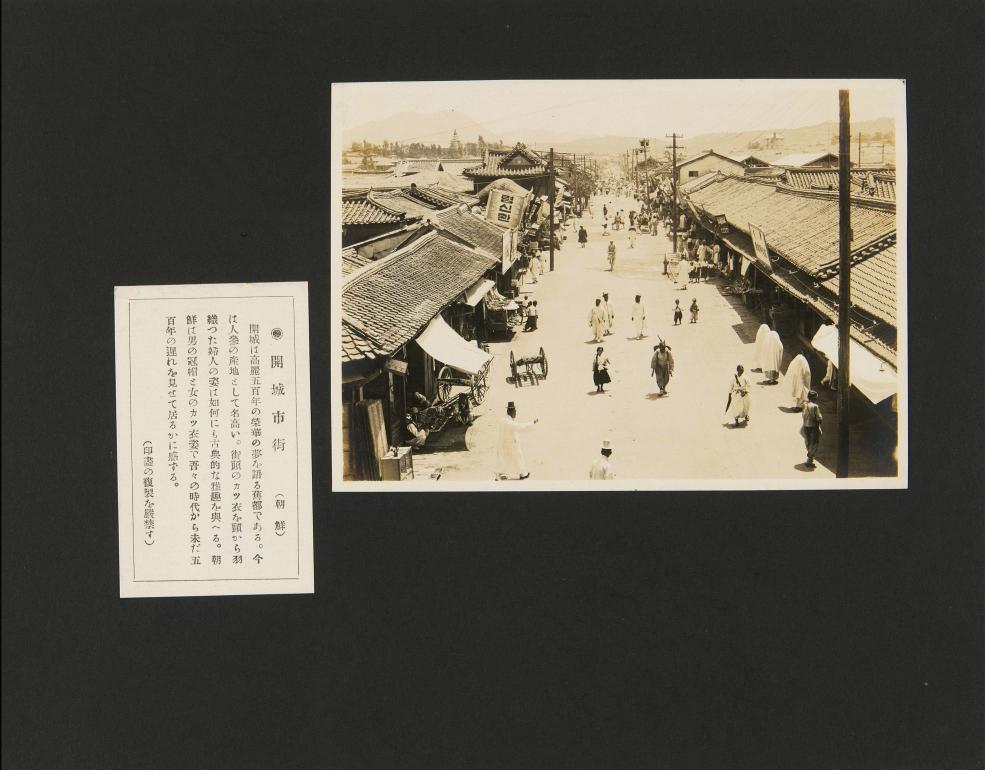 ㊿ 開城市街 (朝鮮)
開城は高麗五百年の榮華の夢を語る舊都である。今
は人參の產地として名高い。街頭のカツ衣を頭から羽
織つた婦人の姿は如何にも古典的な雅趣を與へる。朝
鮮は男の冠帽と女のカツ衣姿で吾々の時代から未だ五
百年の遅れを見せて居るかに感ずる。
(印畵の複製を嚴禁す)